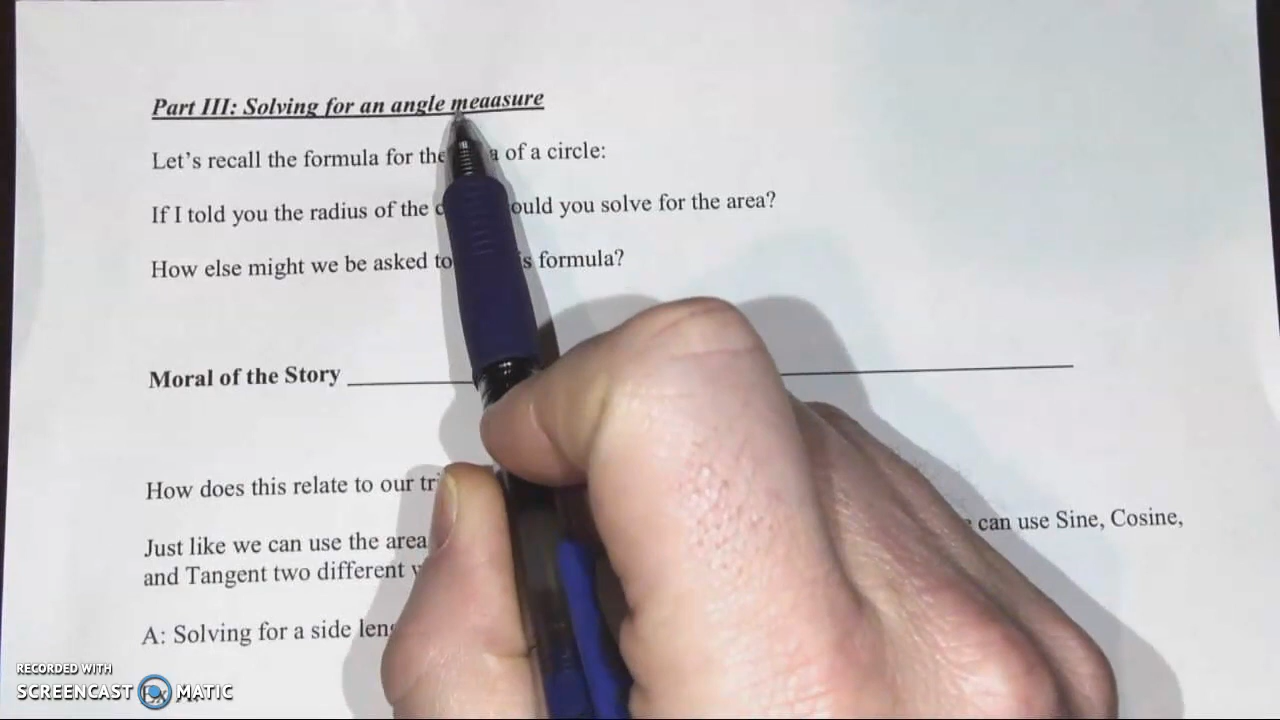 Part III: Solving for an angle meaasure
Let's recall the formula for the of a circle:
If I told you the radius of the ould you solve for the area?
How else might we be asked to formula?
Moral of the Story
How does this relate to our
can use Sine, Cosine,
Just like we can use the area
and Tangent two different
A: Solving for a side
RECORDED WITH
SCREENCAST MATIC